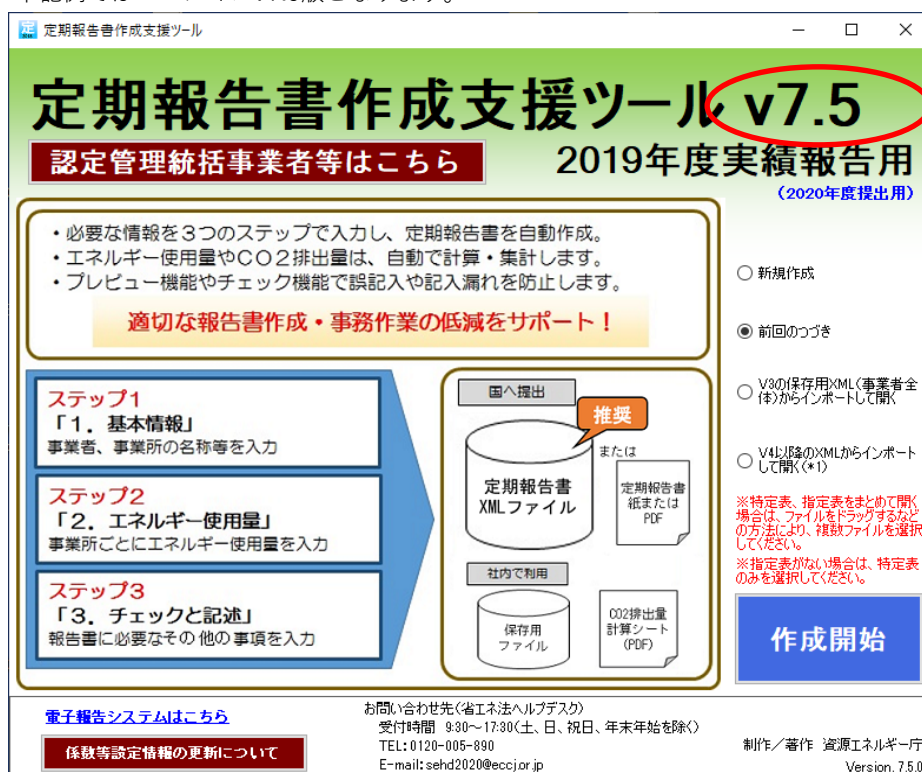 定期報告書作成支援ツール
定期報告書作成支援ツール v7.5
認定管理統括事業者等はこちら
2019年度実績報告用
(2020年度提出用)
・必要な情報を3つのステップで入力し、定期報告書を自動作成。
・エネルギー使用量やCO2排出量は、自動で計算・集計します。
・プレビュー機能やチェック機能で誤記入や記入漏れを防止します。
適切な報告書作成・事務作業の低減をサポート！
新規作成
前回のつづき
V3の保存用XML(事業者全
体)からインポートして開く
V4以降のXMLからインポート
して開く(*1)
※特定表、指定表をまとめて開く
場合は、ファイルをドラッグするなど
の方法により、複数ファイルを選択
してください。
※指定表がない場合は、特定表
のみを選択してください。
作成開始
ステップ1
「1．基本情報」
事業者、事業所の名称等を入力
ステップ2
「2．エネルギー使用量」
事業所ごとにエネルギー使用量を入力
ステップ3
「3．チェックと記述」
報告書に必要なその他の事項を入力
国へ提出
推奨
定期報告書
XMLファイル
または
定期報告書
紙または
PDF
社内で利用
保存用
ファイル
CO2排出量
計算シート
(PDF)
電子報告システムはこちら
係数等設定情報の更新について
お問い合わせ先(省エネ法ヘルプデスク)
受付時間 9:30～17:30(土、日、祝日、年末年始を除く)
TEL:0120-005-890
E-mail:sehd2020@eccj.or.jp
制作／著作 資源エネルギー庁
Version. 7.5.0